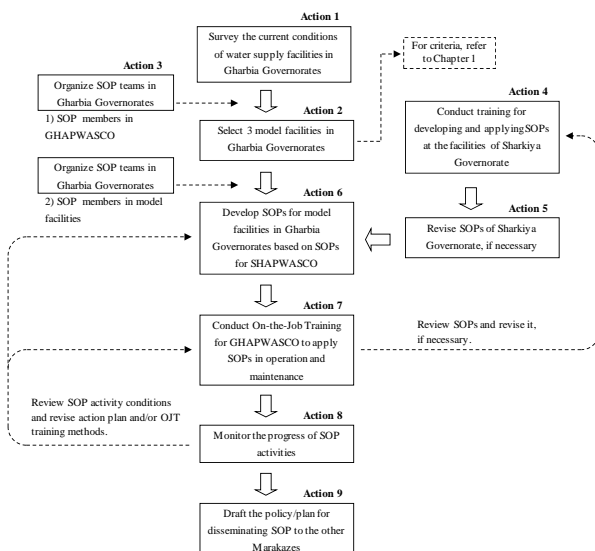 Action 1
Survey the current conditions
of water supply facilities in
Gharbia Governorates
For criteria, refer
to Chapter 1
Action 3
Organize SOP teams in
Gharbia Governorates
1) SOP members in
GHAPWASCO
Action 2
Select 3 model facilities in
Gharbia Governorates
Action 4
Conduct training for
developing and applying SOPs
at the facilities of Sharkiya
Governorate
Organize SOP teams in
Gharbia Governorates
2) SOP members in model
facilities
Action 6
Develop SOPs for model
facilities in Gharbia
Governorates based on SOPs
for SHAPWASCO
Action 5
Revise SOPs of Sharkiya
Governorate, if necessary
Action 7
Conduct On-the-Job Training
for GHAPWASCO to apply
SOPs in operation and
maintenance
Review SOPs and revise it,
if necessary.
Review SOP activity conditions
and revise action plan and/or OJT
training methods.
Action 8
Monitor the progress of SOP
activities
Action 9
Draft the policy/plan for
disseminating SOP to the other
Marakazes